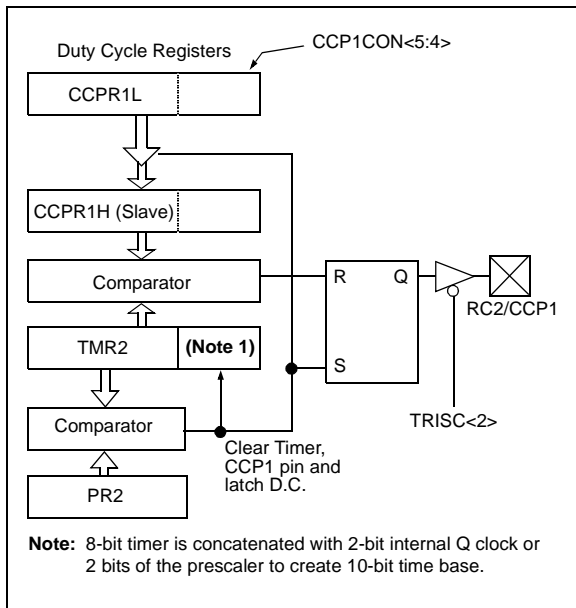 Duty Cycle Registers
CCP1CON<5:4>
CCPR1L
CCPR1H (Slave)
Comparator
R
Q
RC2/CCP1
TMR2
(Note 1)
S
TRISC<2>
Comparator
Clear Timer,
CCP1 pin and
latch D.C.
PR2
Note: 8-bit timer is concatenated with 2-bit internal Q clock or
2 bits of the prescaler to create 10-bit time base.